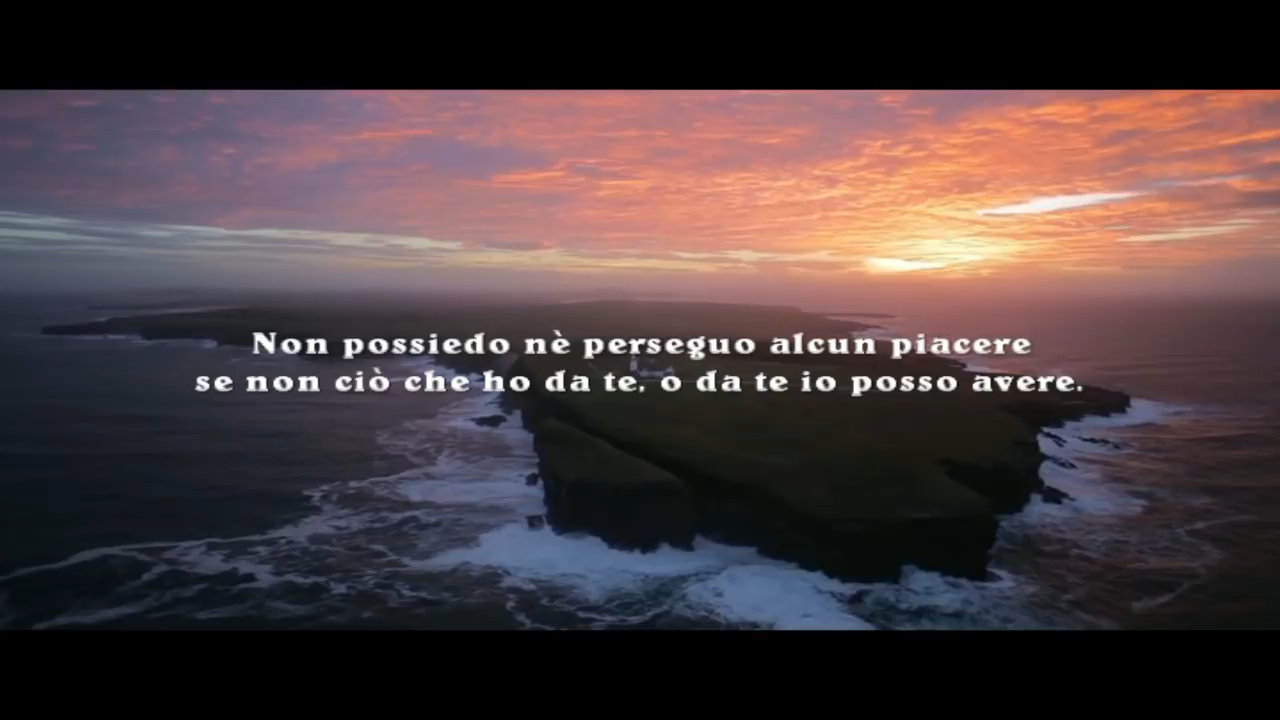 Non possiedo nè perseguo alcun piacere
se non ciò che ho da te, o da te io posso avere.